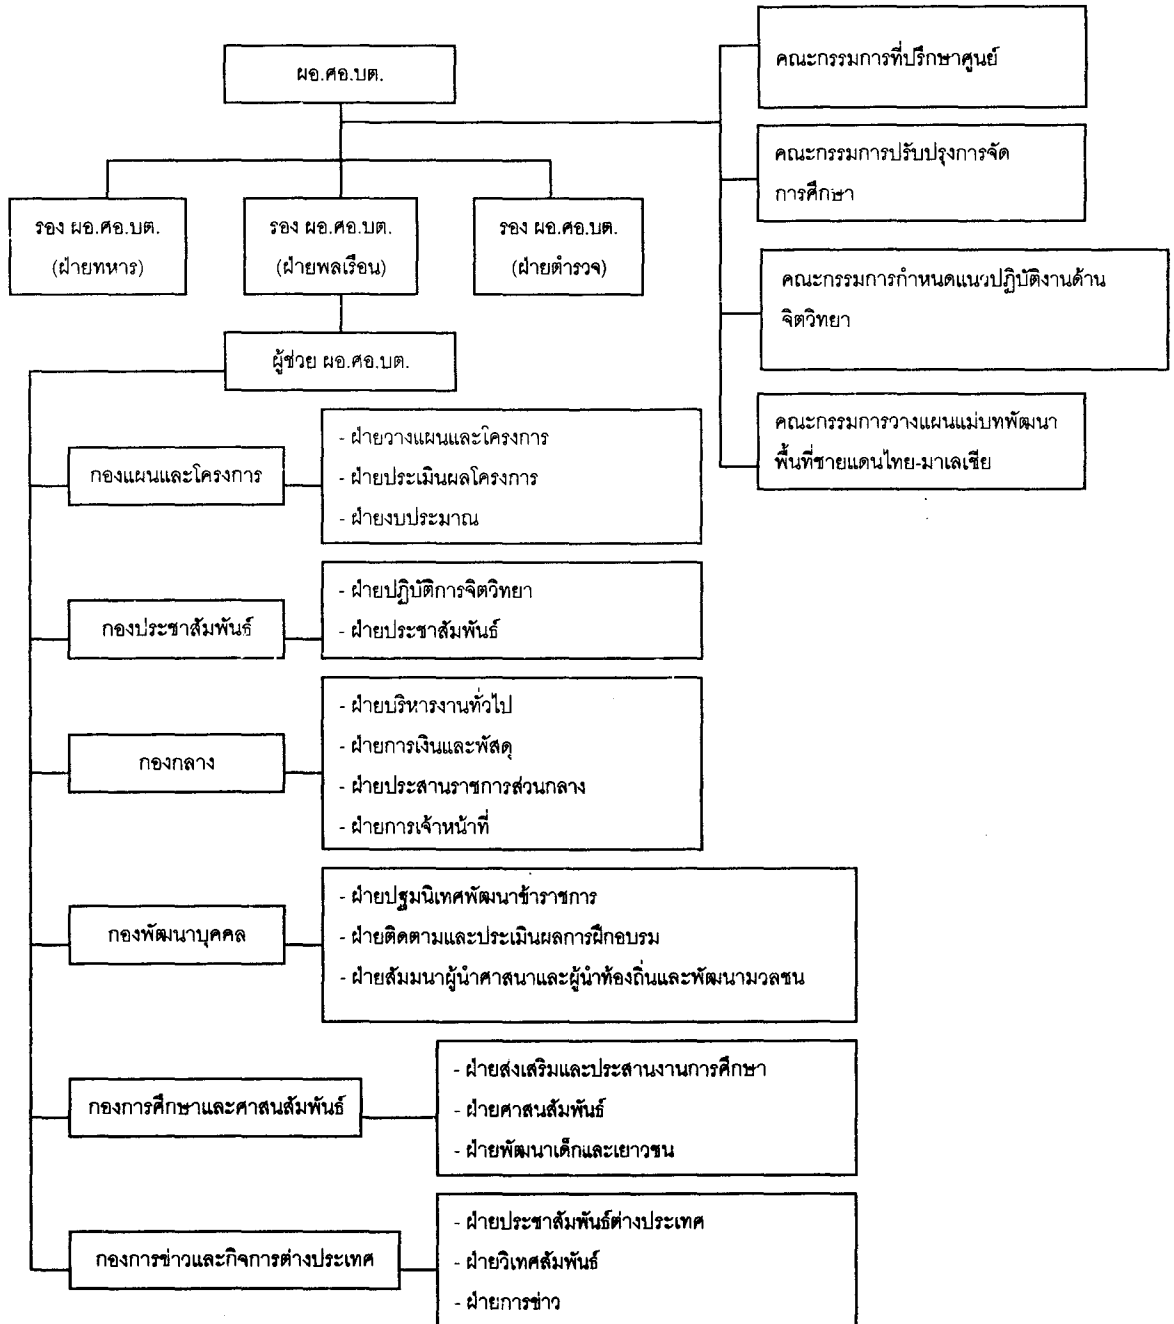 ผอ.ศอ.บต.
คณะกรรมการที่ปรึกษาศูนย์
คณะกรรมการปรับปรุงการจัด
การศึกษา
คณะกรรมการกำหนดแนวปฏิบัติงานด้าน
จิตวิทยา
คณะกรรมการวางแผนแม่บทพัฒนา
พื้นที่ชายแดนไทย-มาเลเซีย
รอง ผอ.ศอ.บต.
(ฝ่ายทหาร)
รอง ผอ.ศอ.บต.
(ฝ่ายพลเรือน)
รอง ผอ.ศอ.บต.
(ฝ่ายตำรวจ)
ผู้ช่วย ผอ.ศอ.บต.
กองแผนและโครงการ
- ฝ่ายวางแผนและโครงการ
- ฝ่ายประเมินผลโครงการ
- ฝ่ายงบประมาณ
กองประชาสัมพันธ์
- ฝ่ายปฏิบัติการจิตวิทยา
- ฝ่ายประชาสัมพันธ์
กองกลาง
- ฝ่ายบริหารงานทั่วไป
- ฝ่ายการเงินและพัสดุ
- ฝ่ายประสานราชการส่วนกลาง
- ฝ่ายการเจ้าหน้าที่
กองพัฒนาบุคคล
- ฝ่ายปฐมนิเทศพัฒนาข้าราชการ
- ฝ่ายติดตามและประเมินผลการฝึกอบรม
- ฝ่ายสัมมนาผู้นำศาสนาและผู้นำท้องถิ่นและพัฒนามวลชน
กองการศึกษาและศาสนสัมพันธ์
- ฝ่ายส่งเสริมและประสานงานการศึกษา
- ฝ่ายศาสนสัมพันธ์
- ฝ่ายพัฒนาเด็กและเยาวชน
กองการข่าวและกิจการต่างประเทศ
- ฝ่ายประชาสัมพันธ์ต่างประเทศ
- ฝ่ายวิเทศสัมพันธ์
- ฝ่ายการข่าว